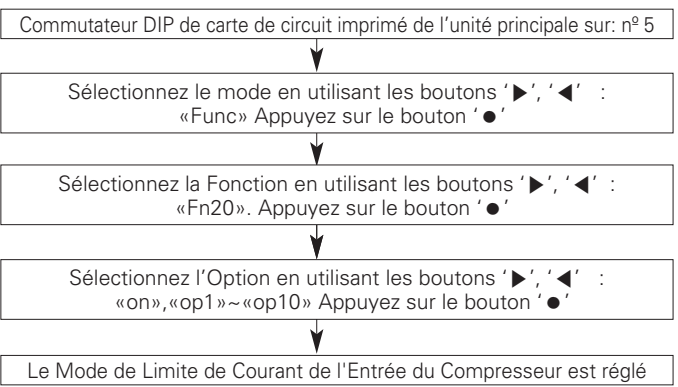 Commutateur DIP de carte de circuit imprimé de l'unité principale sur: nº 5
Sélectionnez le mode en utilisant les boutons ‘▶’, ‘◀’ :
«Func» Appuyez sur le bouton ‘●’
Sélectionnez la Fonction en utilisant les boutons ‘▶’, ‘◀’ :
«Fn20». Appuyez sur le bouton ‘●’
Sélectionnez l'Option en utilisant les boutons ‘▶’, ‘◀’ :
«on»,«op1»~«op10» Appuyez sur le bouton ‘●’
Le Mode de Limite de Courant de l'Entrée du Compresseur est réglé